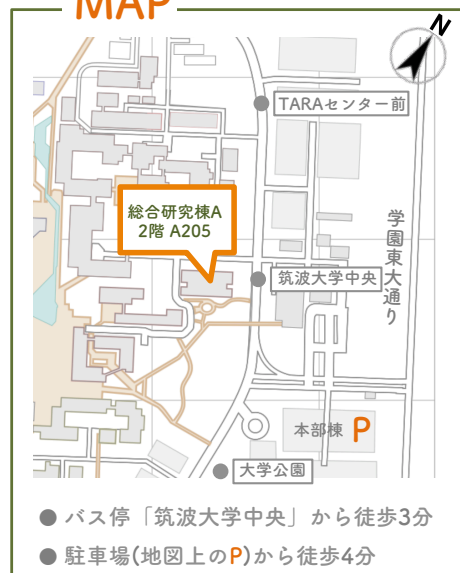 MAP
N
TARAセンター前
総合研究棟A
2階 A205
学園東大通り
筑波大学中央
本部棟 P
大学公園
● バス停「筑波大学中央」から徒歩3分
● 駐車場(地図上のP)から徒歩4分